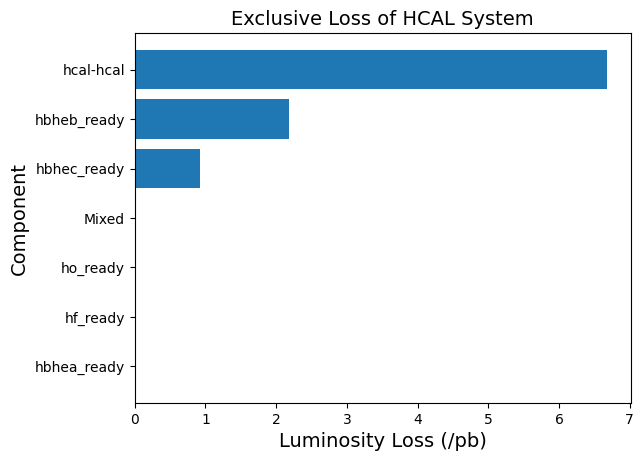 Exclusive Loss of HCAL System
hcal-hcal
hbheb_ready
hbhec_ready
Mixed
ho_ready
hf_ready
hbhea_ready
Component
0 1 2 3 4 5 6 7
Luminosity Loss (/pb)